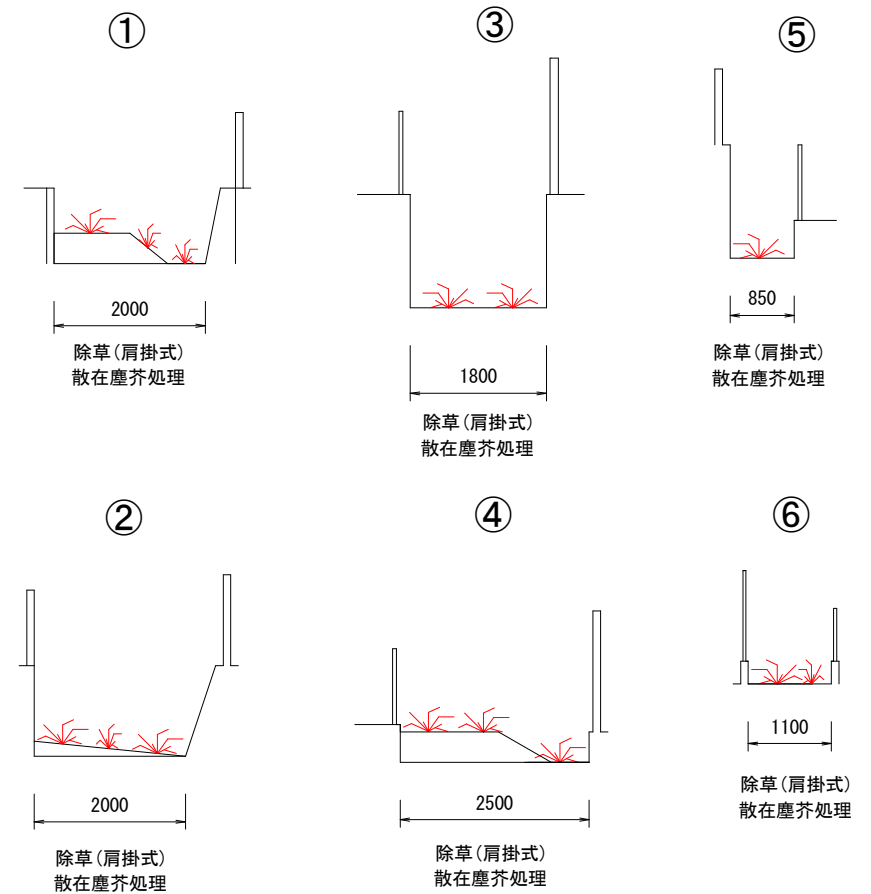 ①
2000
除草(肩掛式)
散在塵芥処理
③
1800
除草(肩掛式)
散在塵芥処理
⑤
850
除草(肩掛式)
散在塵芥処理
②
2000
除草(肩掛式)
散在塵芥処理
④
2500
除草(肩掛式)
散在塵芥処理
⑥
1100
除草(肩掛式)
散在塵芥処理